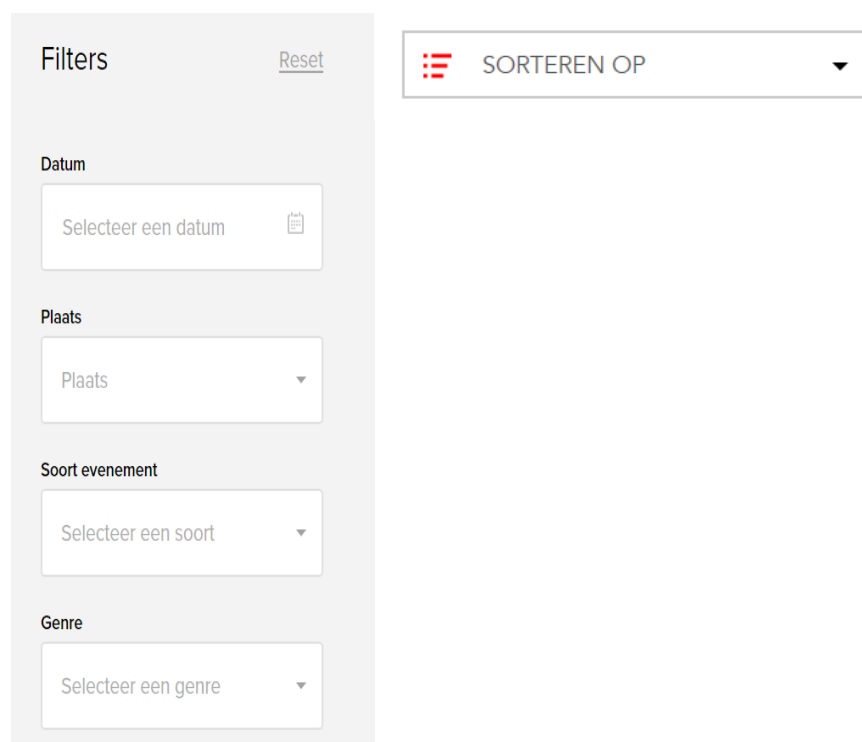 Filters
Reset
SORTEREN OP
Datum
Selecteer een datum
Plaats
Plaats
Soort evenement
Selecteer een soort
Genre
Selecteer een genre